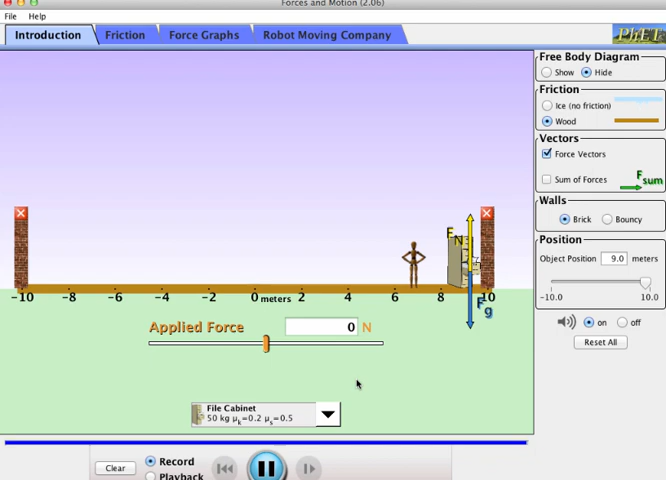 Forces and Motion (2.06)
File Help
Introduction Friction Force Graphs Robot Moving Company
PhET
Free Body Diagram
Show Hide
Friction
Ice (no friction)
Wood
Vectors
Force Vectors
Sum of Forces Fsum
Walls
Brick Bouncy
Position
Object Position 9.0 meters
-10.0 10.0
on off
Reset All
FN
Fg
-10 -8 -6 -4 -2 0 meters 2 4 6 8 10
Applied Force 0 N
File Cabinet
50 kg μk=0.2 μs=0.5
Clear
Record
Playback